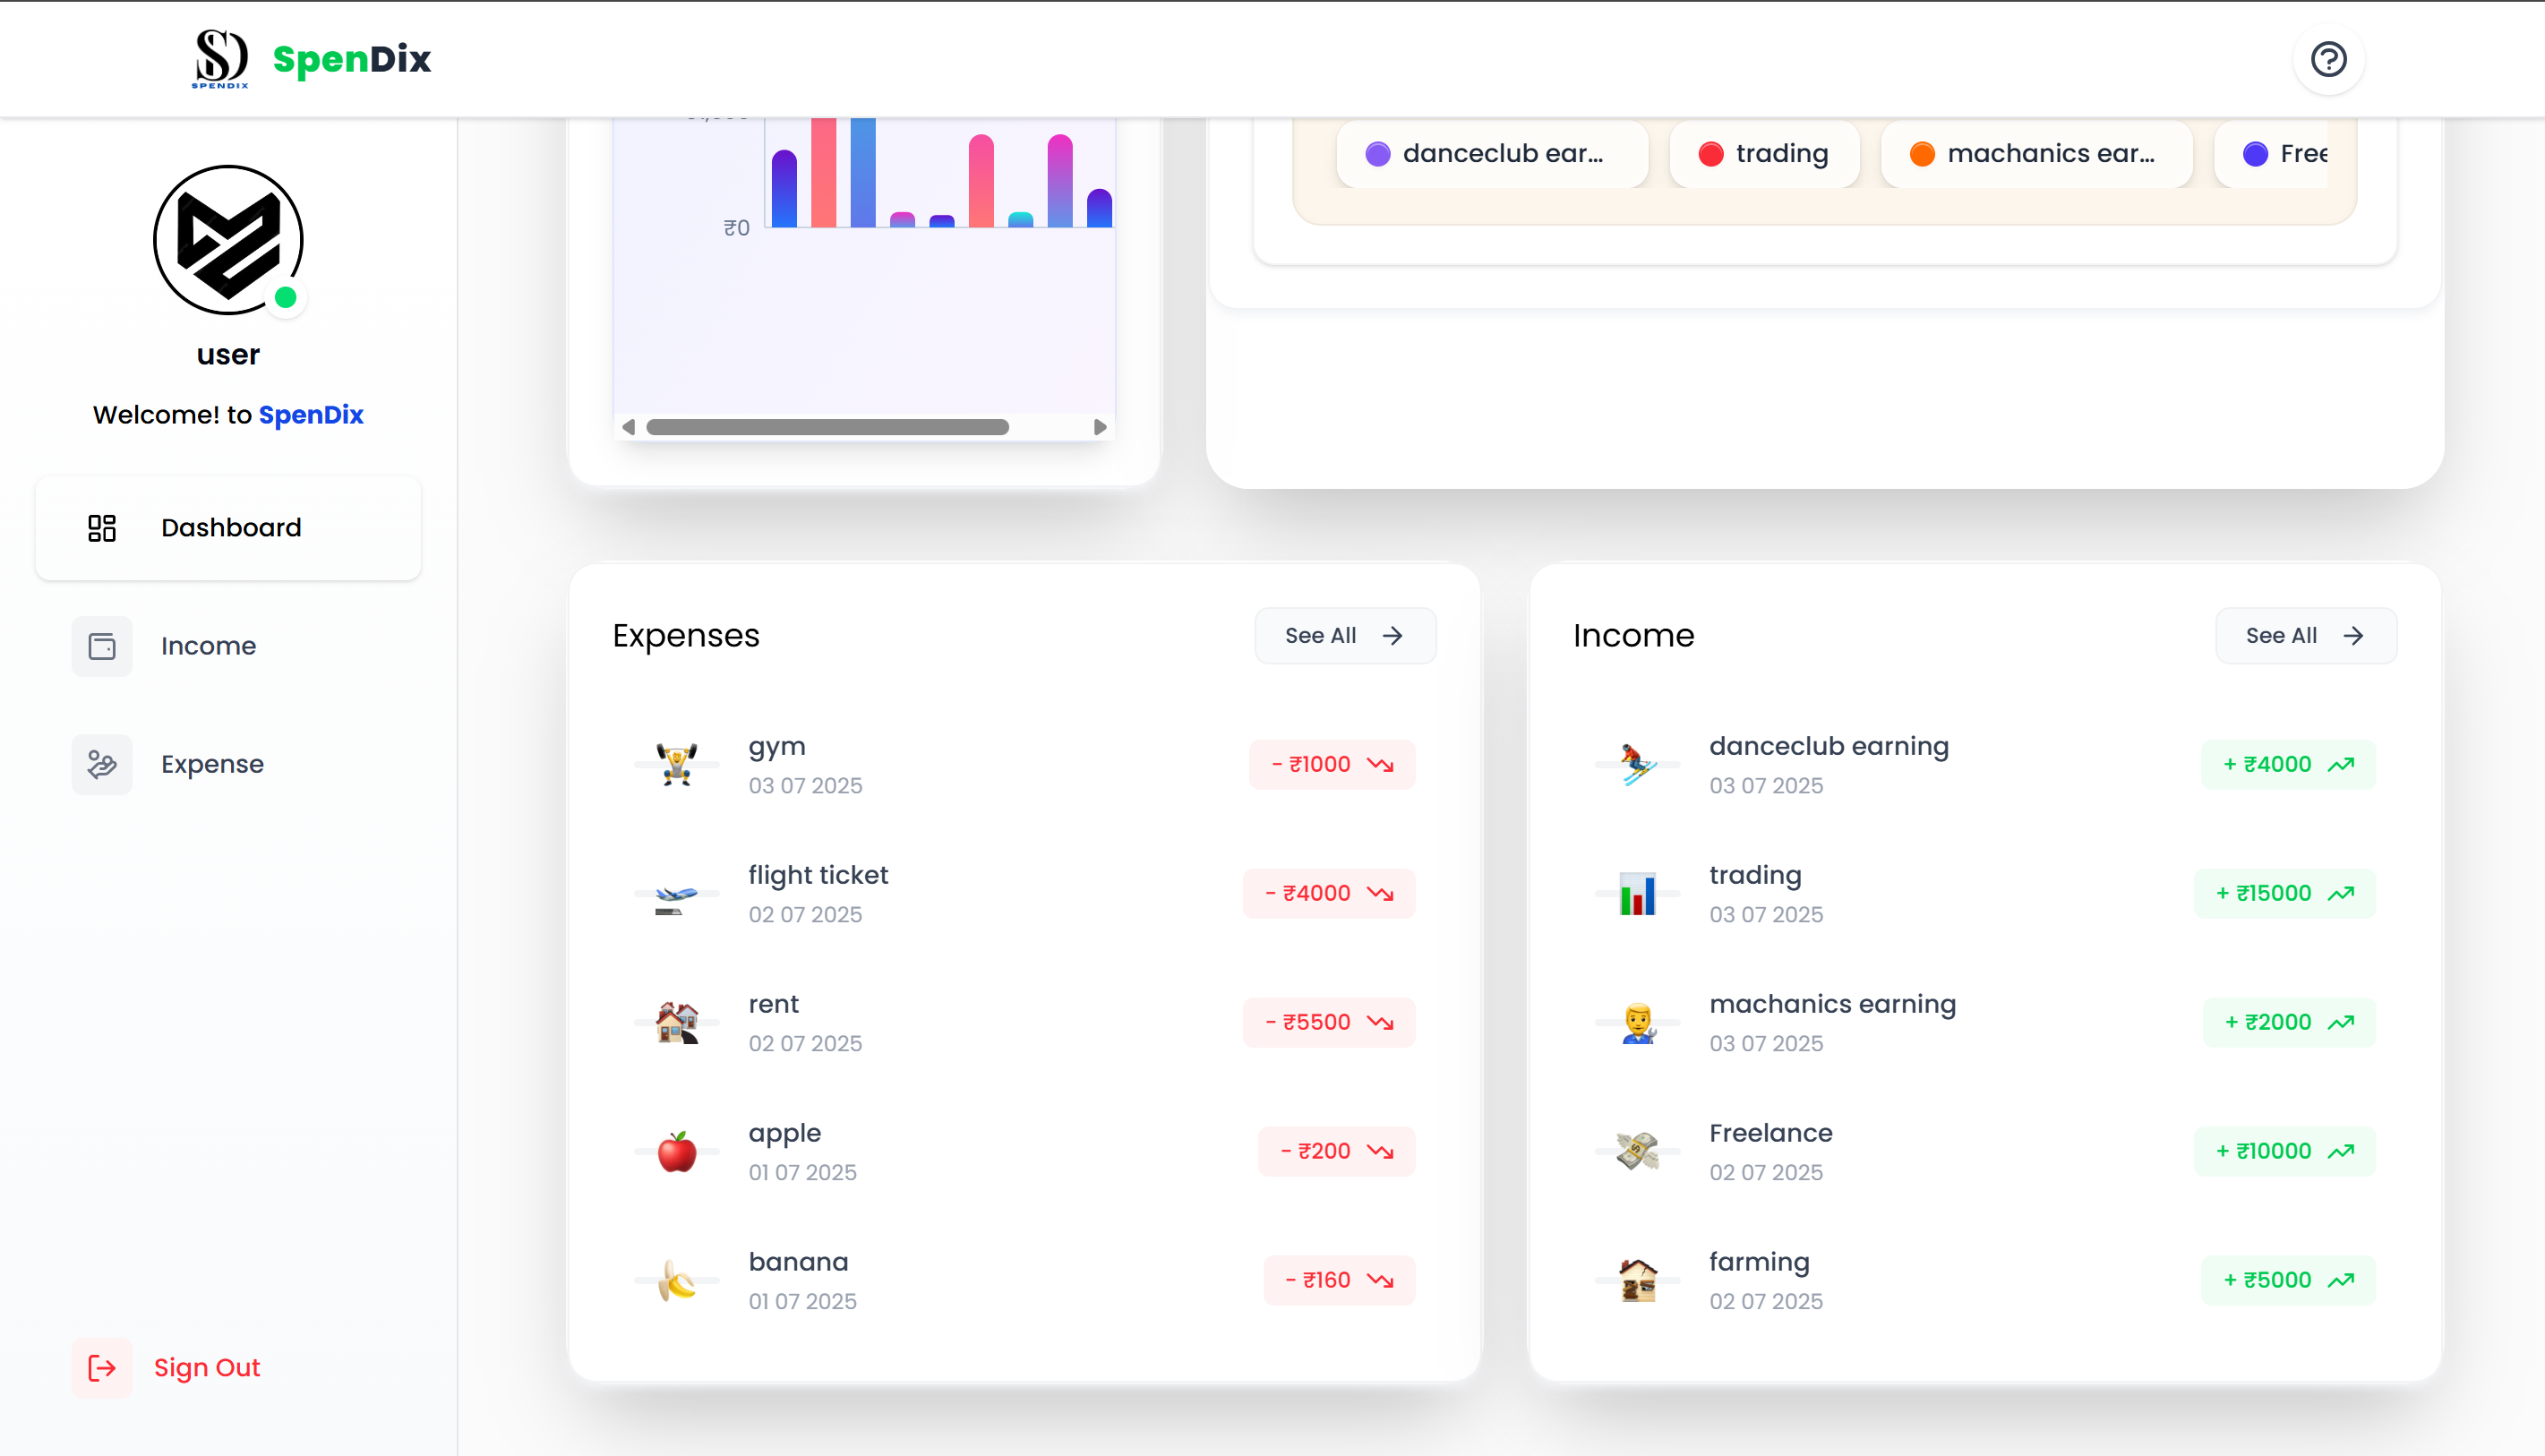 SPENDIX
SpenDix
user
Welcome! to SpenDix
Dashboard
Income
Expense
Sign Out
₹0
danceclub ear...
trading
machanics ear...
Free
Expenses
See All
gym
03 07 2025
- ₹1000
flight ticket
02 07 2025
- ₹4000
rent
02 07 2025
- ₹5500
apple
01 07 2025
- ₹200
banana
01 07 2025
- ₹160
Income
See All
danceclub earning
03 07 2025
+ ₹4000
trading
03 07 2025
+ ₹15000
machanics earning
03 07 2025
+ ₹2000
Freelance
02 07 2025
+ ₹10000
farming
02 07 2025
+ ₹5000